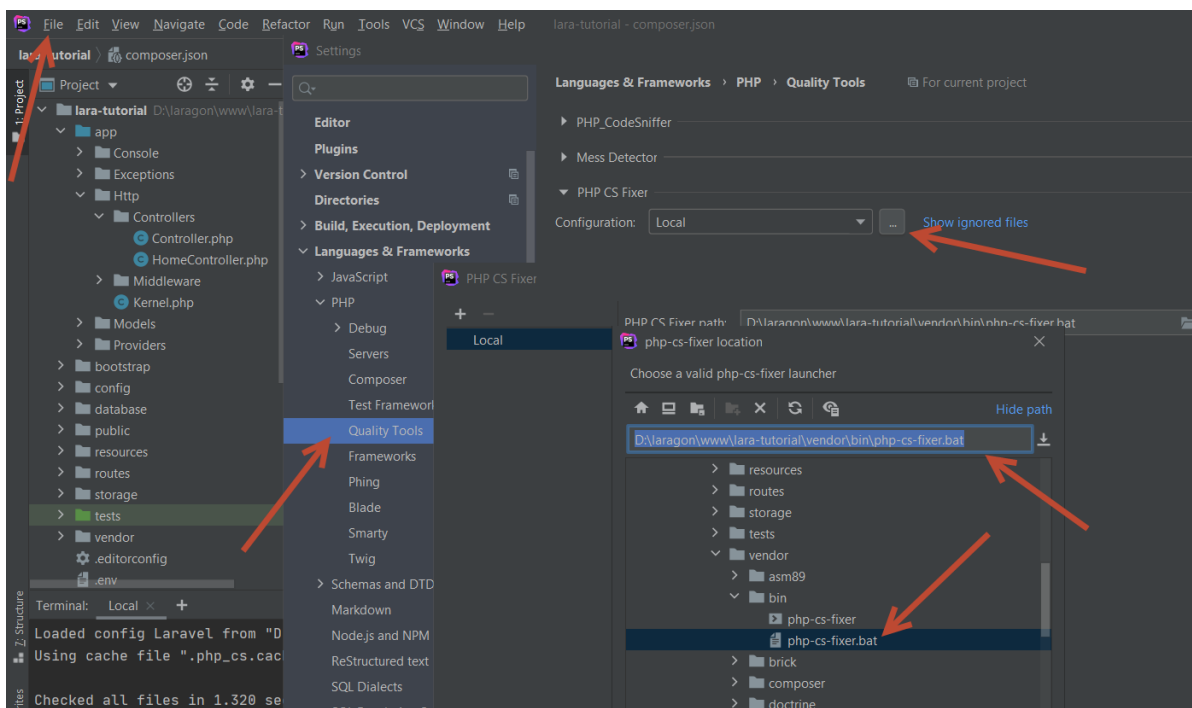 File Edit View Navigate Code Refactor Run Tools VCS Window Help lara-tutorial - composer.json
composer.json
1: Project
Project
lara-tutorial D:\laragon\www\lara-t
app
Console
Exceptions
Http
Controllers
Controller.php
HomeController.php
Middleware
Kernel.php
Models
Providers
bootstrap
config
database
public
resources
routes
storage
tests
vendor
.editorconfig
.env
Z: Structure
Terminal: Local × +
Loaded config Laravel from "D
Using cache file ".php_cs.cac
Checked all files in 1.320 se
Settings
Editor
Plugins
Version Control
Directories
Build, Execution, Deployment
Languages & Frameworks
JavaScript
PHP
Debug
Servers
Composer
Test Framework
Quality Tools
Frameworks
Phing
Blade
Smarty
Twig
Schemas and DTD
Markdown
Node.js and NPM
ReStructured text
SQL Dialects
Languages & Frameworks › PHP › Quality Tools For current project
PHP_CodeSniffer
Mess Detector
PHP CS Fixer
Configuration: Local ... Show ignored files
PHP CS Fixer
Local
PHP CS Fixer path: D:\laragon\www\lara-tutorial\vendor\bin\php-cs-fixer.bat
php-cs-fixer location
Choose a valid php-cs-fixer launcher
Hide path
D:\laragon\www\lara-tutorial\vendor\bin\php-cs-fixer.bat
resources
routes
storage
tests
vendor
asm89
bin
php-cs-fixer
php-cs-fixer.bat
brick
composer
doctrine